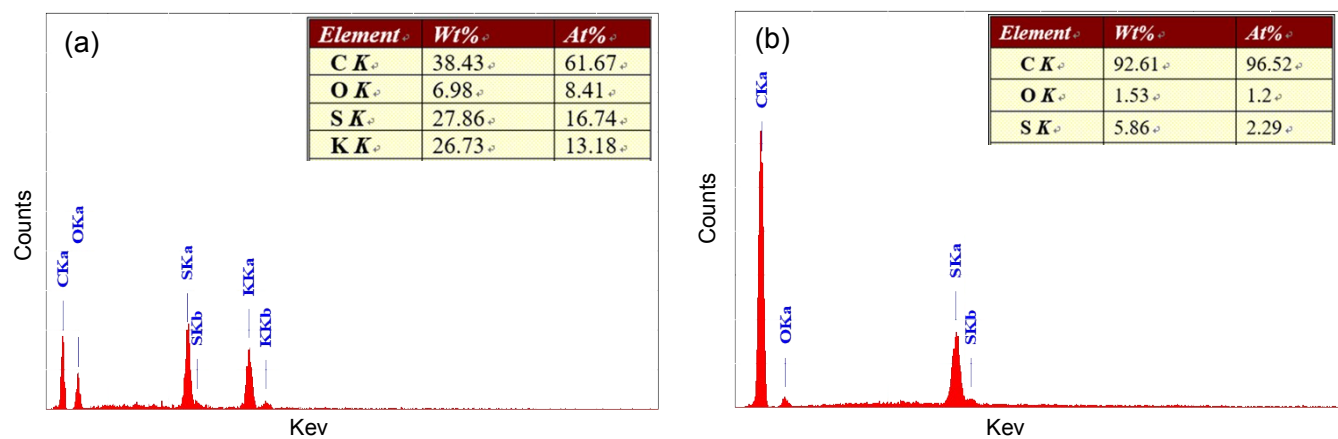 (a)
Element Wt% At%
C K 38.43 61.67
O K 6.98 8.41
S K 27.86 16.74
K K 26.73 13.18
CKa
OKa
SKa
SKb
KKa
KKb
Counts
Kev
(b)
Element Wt% At%
C K 92.61 96.52
O K 1.53 1.2
S K 5.86 2.29
CKa
OKa
SKa
SKb
Counts
Kev